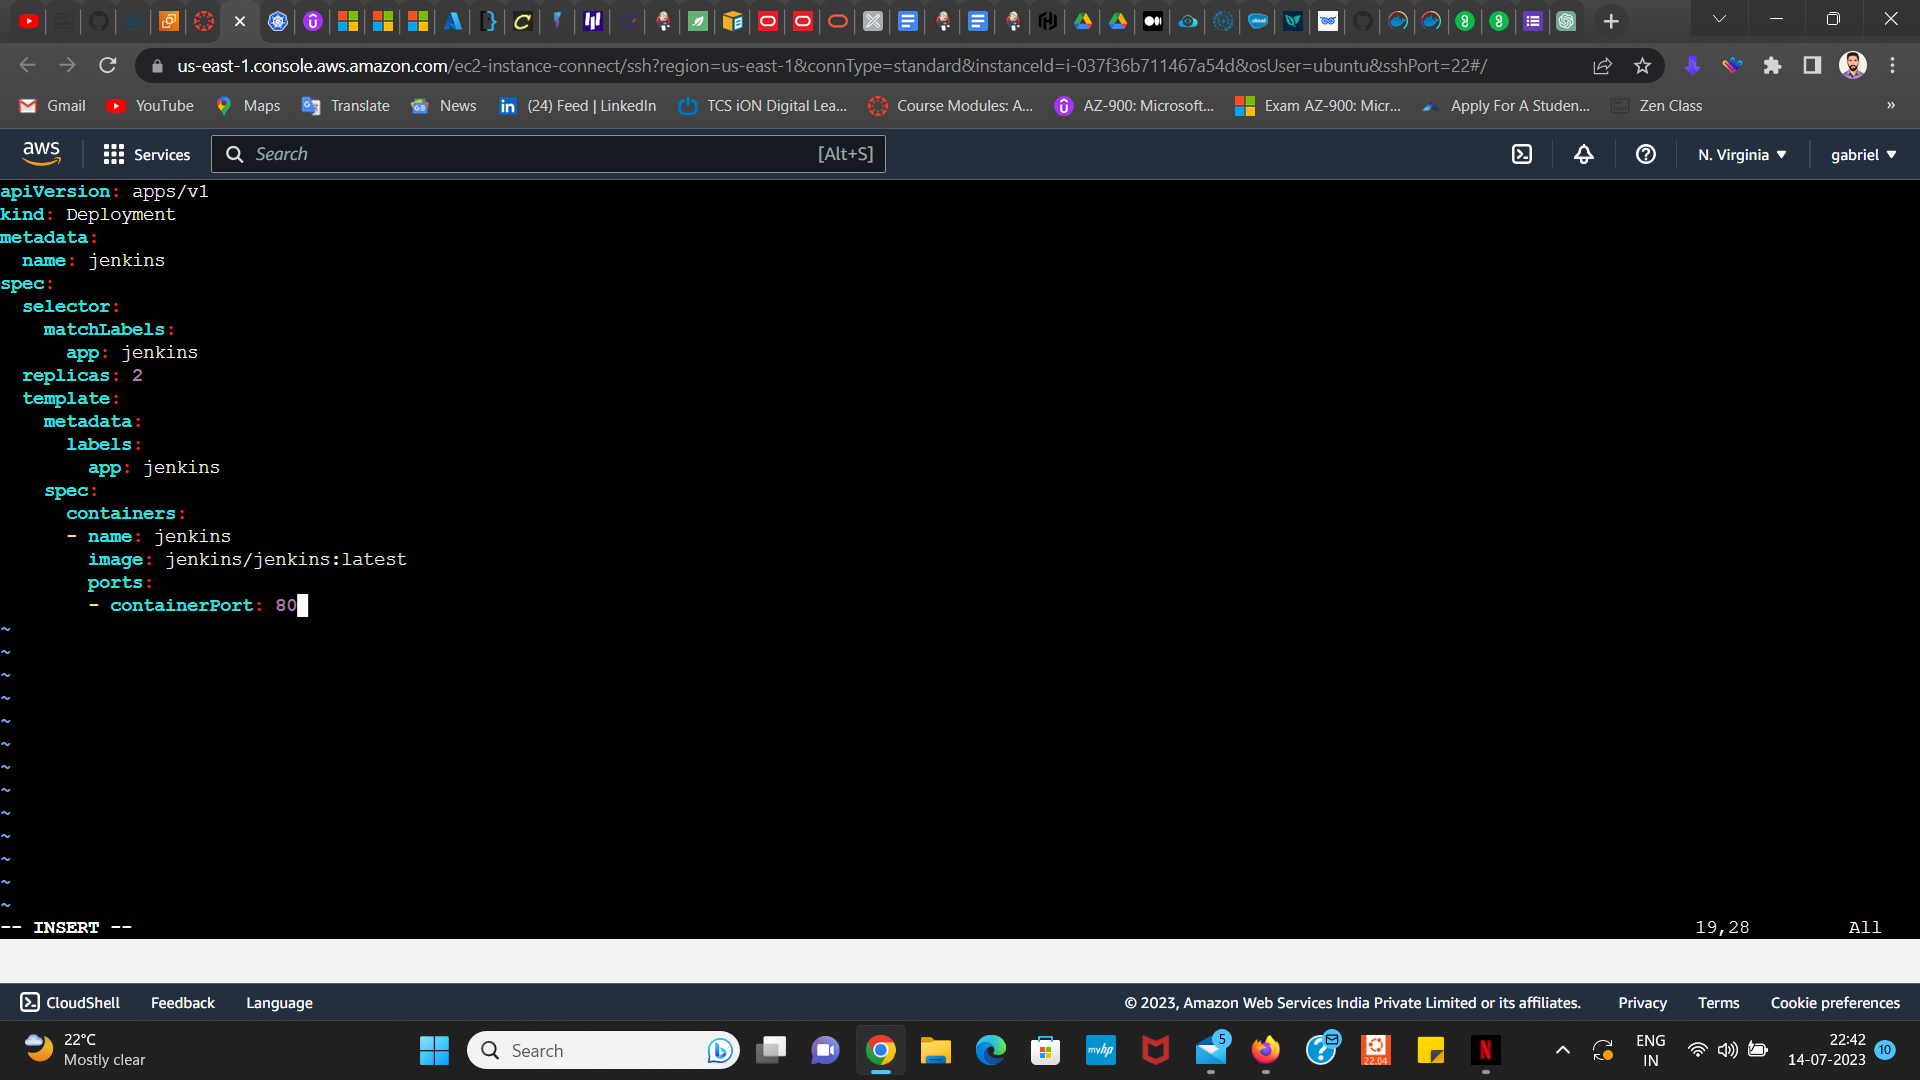 us-east-1.console.aws.amazon.com/ec2-instance-connect/ssh?region=us-east-1&connType=standard&instanceId=i-037f36b711467a54d&osUser=ubuntu&sshPort=22#/
Gmail YouTube Maps Translate News (24) Feed | LinkedIn TCS iON Digital Lea... Course Modules: A... AZ-900: Microsoft... Exam AZ-900: Micr... Apply For A Studen... Zen Class »
aws Services Search [Alt+S] N. Virginia gabriel
apiVersion: apps/v1
kind: Deployment
metadata:
  name: jenkins
spec:
  selector:
    matchLabels:
      app: jenkins
  replicas: 2
  template:
    metadata:
      labels:
        app: jenkins
    spec:
      containers:
      - name: jenkins
        image: jenkins/jenkins:latest
        ports:
        - containerPort: 80
~
~
~
~
~
~
~
~
~
~
~
~
~
-- INSERT -- 19,28 All
CloudShell Feedback Language © 2023, Amazon Web Services India Private Limited or its affiliates. Privacy Terms Cookie preferences
22°C
Mostly clear
Search
myhp
5
22.04
N
ENG
IN
22:42
14-07-2023
10